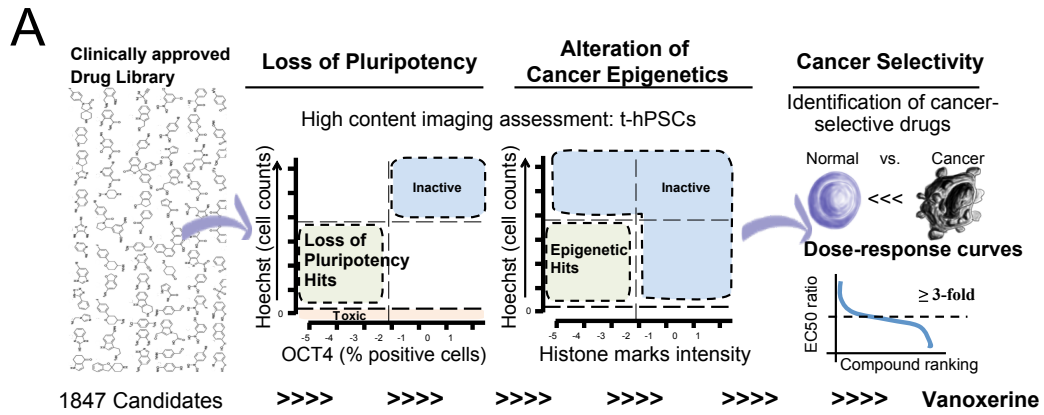 A
Clinically approved
Drug Library
Loss of Pluripotency
Alteration of
Cancer Epigenetics
Cancer Selectivity
High content imaging assessment: t-hPSCs
Identification of cancer-
selective drugs
Normal vs. Cancer
<<<
Hoechst (cell counts)
Inactive
Loss of
Pluripotency
Hits
Toxic
0
-5 -4 -3 -2 -1 0 1
OCT4 (% positive cells)
Hoechst (cell counts)
Inactive
Epigenetic
Hits
0
-5 -4 -3 -2 -1 0 1
Histone marks intensity
Dose-response curves
EC50 ratio
≥ 3-fold
Compound ranking
1847 Candidates >>>> >>>> >>>> >>>> >>>> >>>> Vanoxerine